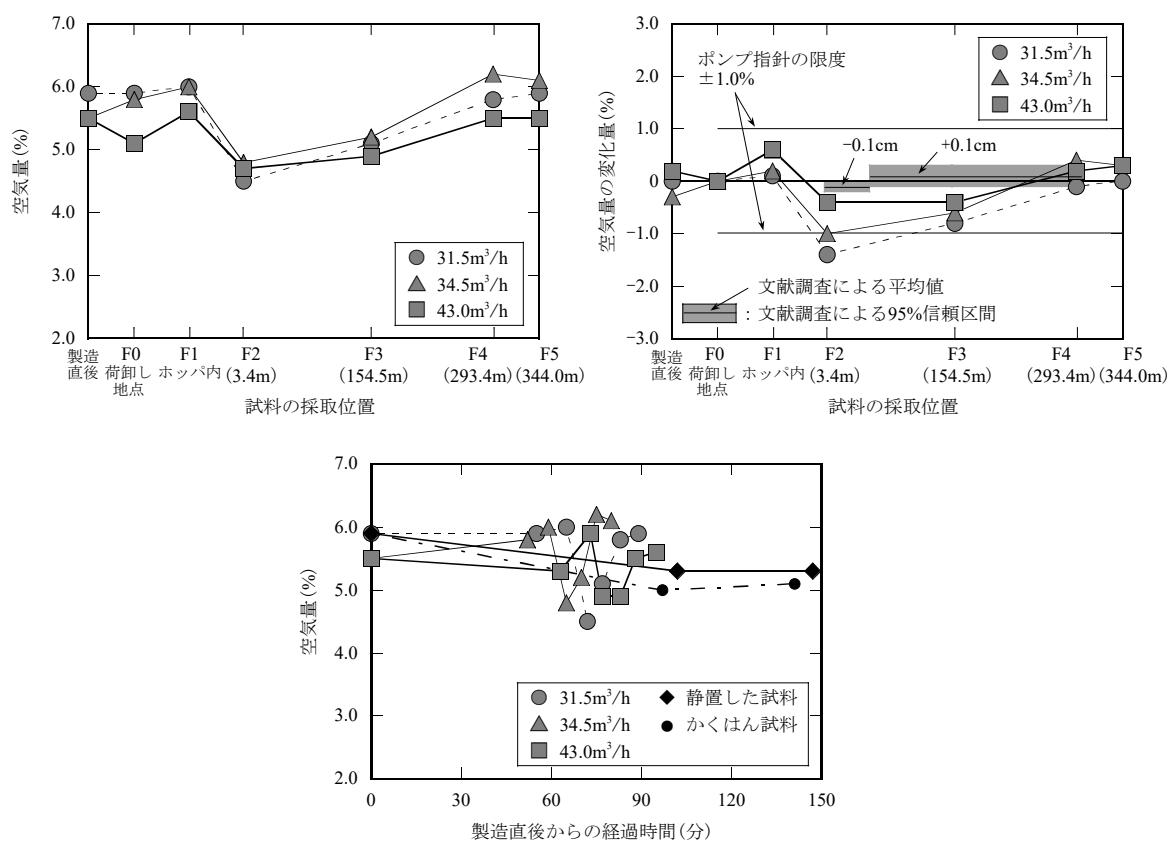 7.0
6.0
5.0
4.0
3.0
2.0
空気量(%)
31.5m³/h
34.5m³/h
43.0m³/h
製造
直後
F0
荷卸し
地点
F1
ホッパ内
F2
(3.4m)
F3
(154.5m)
F4
(293.4m)
F5
(344.0m)
試料の採取位置
3.0
2.0
1.0
0
-1.0
-2.0
-3.0
空気量の変化量(%)
ポンプ指針の限度
±1.0%
31.5m³/h
34.5m³/h
43.0m³/h
−0.1cm
+0.1cm
文献調査による平均値
:文献調査による95%信頼区間
製造
直後
F0
荷卸し
地点
F1
ホッパ内
F2
(3.4m)
F3
(154.5m)
F4
(293.4m)
F5
(344.0m)
試料の採取位置
7.0
6.0
5.0
4.0
3.0
2.0
空気量(%)
31.5m³/h
34.5m³/h
43.0m³/h
静置した試料
かくはん試料
0
30
60
90
120
150
製造直後からの経過時間(分)